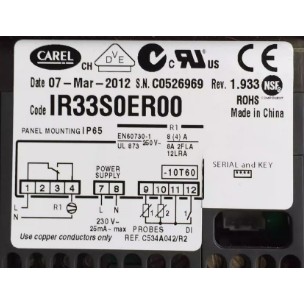 CAREL CH DVE C US
Date 07-Mar-2012 S.N. C0526969 Rev. 1.933 NSF
Code IR33S0ER00 ROHS
Made in China
PANEL MOUNTING IP65
R1
EN60730-1 8 (4) A
UL 873 250V~ 8A 2FLA
12LRA
POWER
SUPPLY
-10T60
SERIAL and KEY
1 2 3 4 7 8 9 10 11 12
L R1 L N 1 2
N 230 V~ PROBES DI
25mA~ max
Use copper conductors only REF. C534A042/R2